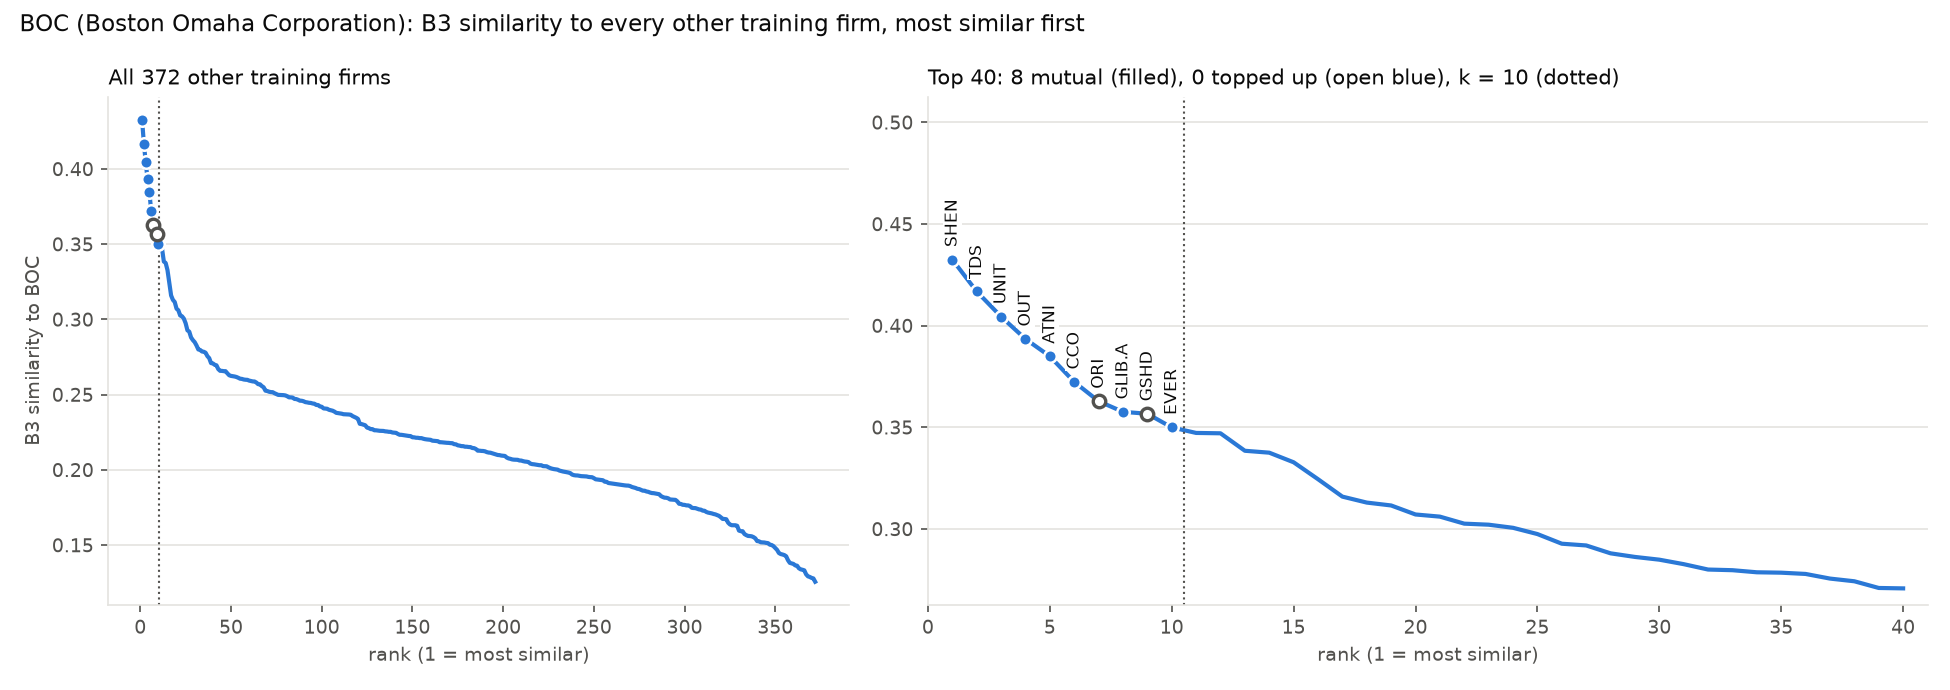 BOC (Boston Omaha Corporation): B3 similarity to every other training firm, most similar first
All 372 other training firms
B3 similarity to BOC
0.40
0.35
0.30
0.25
0.20
0.15
0
50
100
150
200
250
300
350
rank (1 = most similar)
Top 40: 8 mutual (filled), 0 topped up (open blue), k = 10 (dotted)
0.50
0.45
0.40
0.35
0.30
SHEN
TDS
UNIT
OUT
ATNI
CCO
ORI
GLIB.A
GSHD
EVER
0
5
10
15
20
25
30
35
40
rank (1 = most similar)